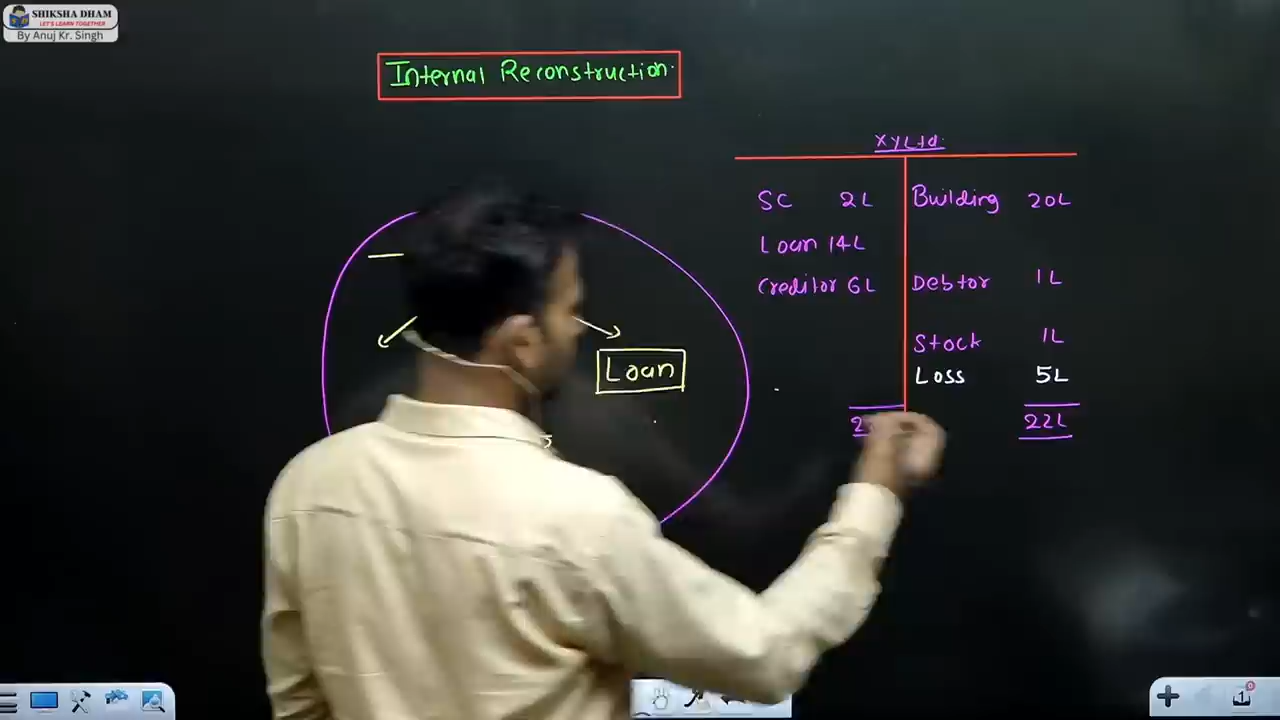 SHIKSHA DHAM
LET'S LEARN TOGETHER
By Anuj Kr. Singh
Internal Reconstruction
XY Ltd.
SC 2L Building 20L
Loan 14L
Creditor 6L Debtor 1L
Stock 1L
Loan
Loss 5L
22L
1